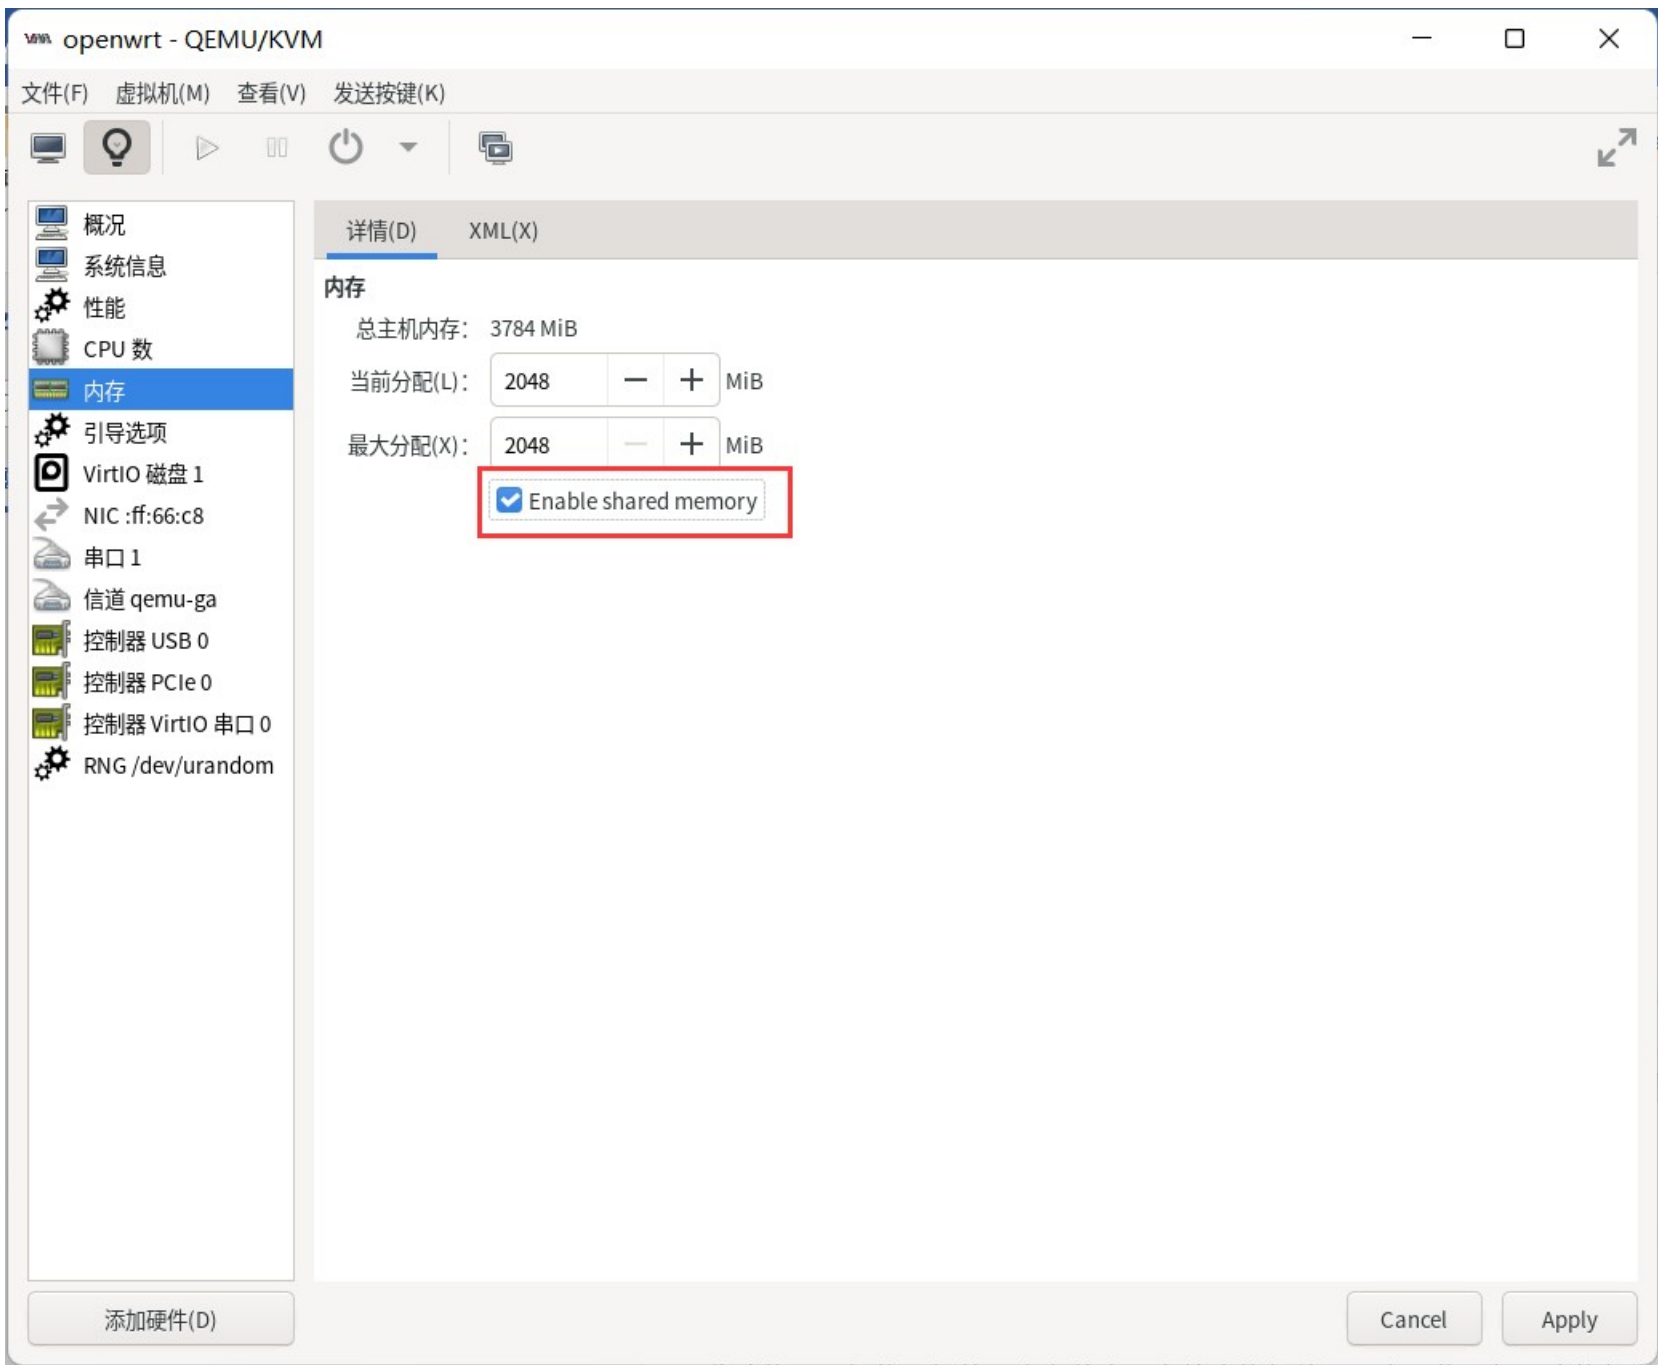 openwrt - QEMU/KVM
文件(F) 虚拟机(M) 查看(V) 发送按键(K)
概况
系统信息
性能
CPU 数
内存
引导选项
VirtIO 磁盘 1
NIC :ff:66:c8
串口 1
信道 qemu-ga
控制器 USB 0
控制器 PCIe 0
控制器 VirtIO 串口 0
RNG /dev/urandom
添加硬件(D)
详情(D) XML(X)
内存
总主机内存: 3784 MiB
当前分配(L): 2048 MiB
最大分配(X): 2048 MiB
Enable shared memory
Cancel Apply